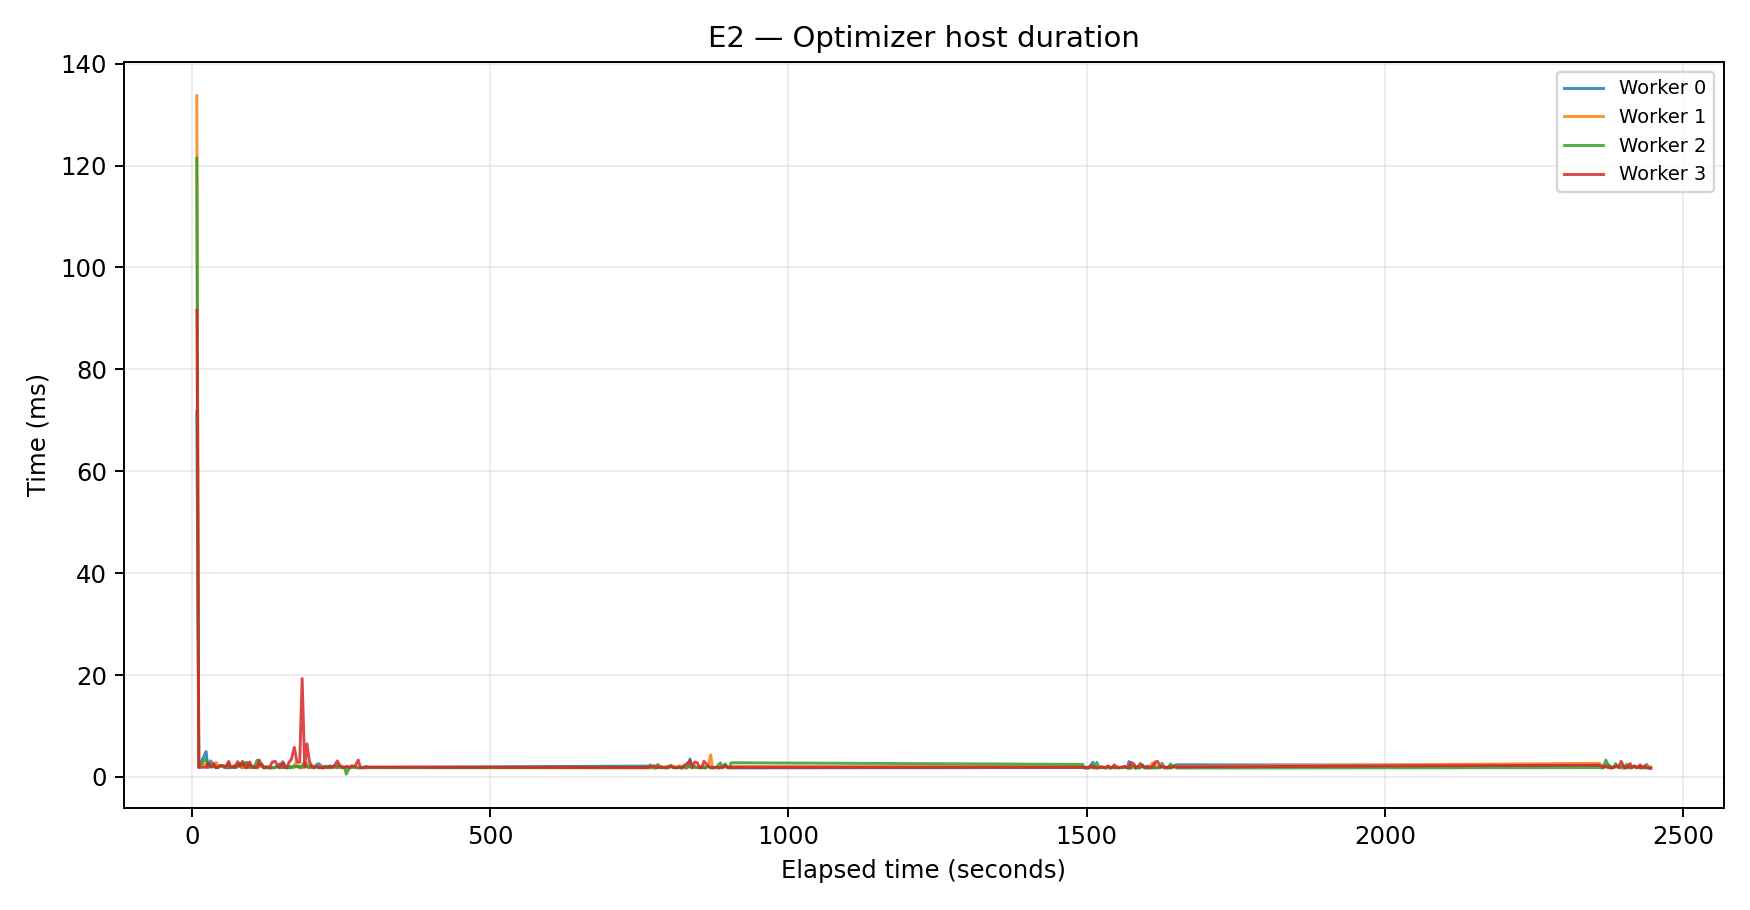 E2 — Optimizer host duration
140
120
100
80
60
40
20
0
Time (ms)
Worker 0
Worker 1
Worker 2
Worker 3
0
500
1000
1500
2000
2500
Elapsed time (seconds)